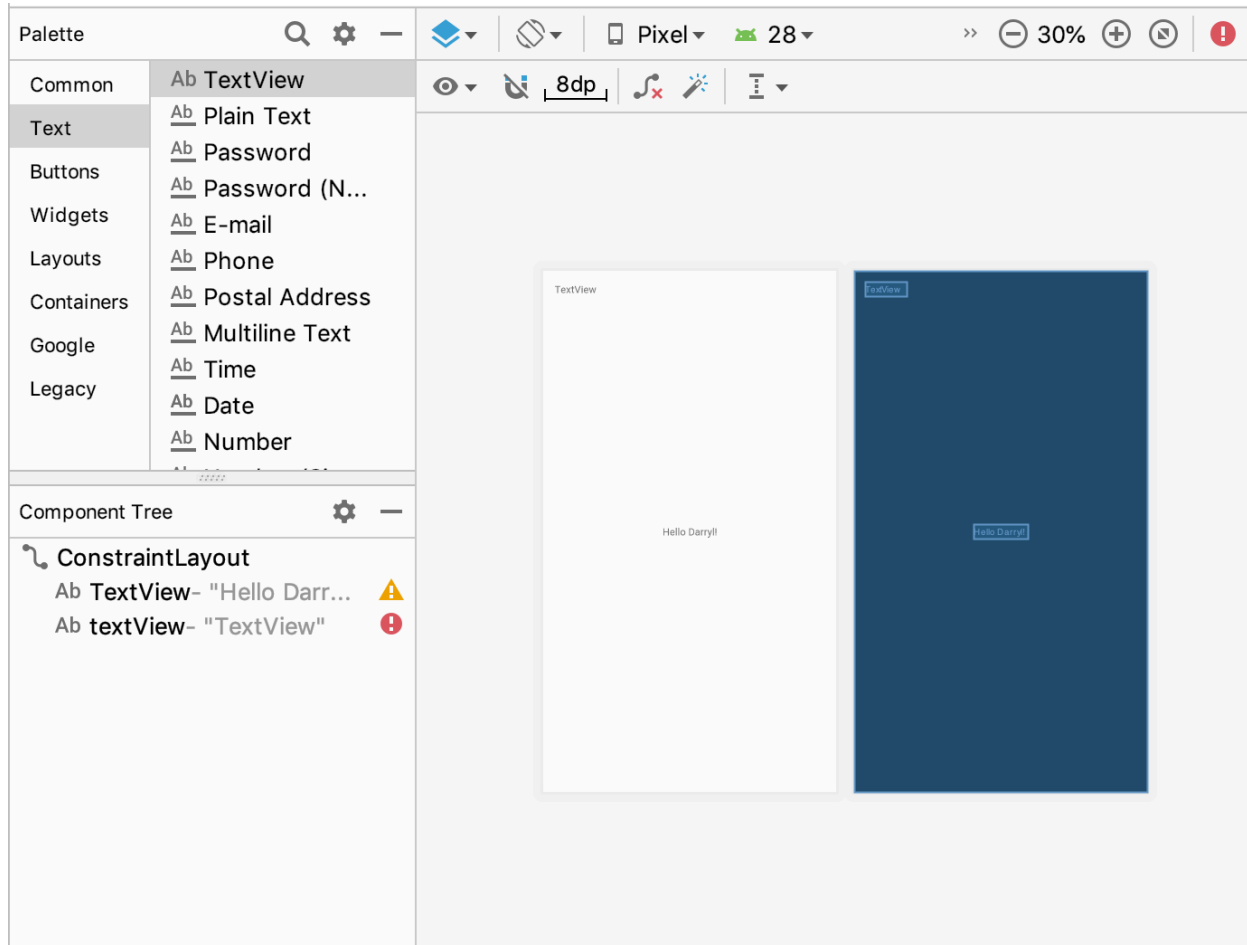 Palette
Pixel 28 30%
8dp
Common
Text
Buttons
Widgets
Layouts
Containers
Google
Legacy
Ab TextView
Ab Plain Text
Ab Password
Ab Password (N...
Ab E-mail
Ab Phone
Ab Postal Address
Ab Multiline Text
Ab Time
Ab Date
Ab Number
Component Tree
ConstraintLayout
Ab TextView- "Hello Darr...
Ab textView- "TextView"
TextView
Hello Darryl!
TextView
Hello Darryl!